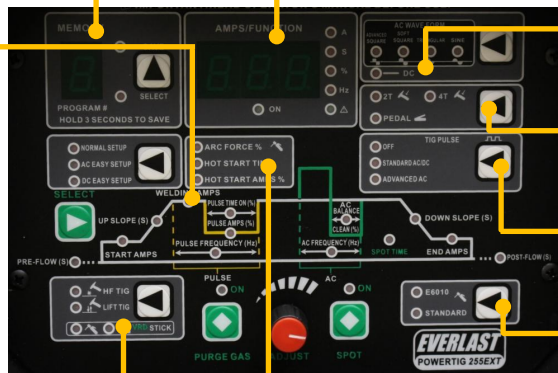 MEMORY
AMPS/FUNCTION
AC WAVE FORM
ADVANCED SQUARE
SOFT SQUARE
TRIANGULAR
SINE
DC
A
S
%
Hz
ON
SELECT
PROGRAM #
HOLD 3 SECONDS TO SAVE
2T
4T
PEDAL
NORMAL SETUP
AC EASY SETUP
DC EASY SETUP
ARC FORCE %
HOT START TIME
HOT START AMPS %
TIG PULSE
OFF
STANDARD AC/DC
ADVANCED AC
SELECT
WELDING AMPS
PULSE TIME ON (%)
PULSE AMPS (%)
PULSE FREQUENCY (Hz)
AC BALANCE
CLEAN (%)
AC FREQUENCY (Hz)
UP SLOPE (S)
START AMPS
PRE-FLOW (S)
DOWN SLOPE (S)
SPOT TIME
END AMPS
POST-FLOW (S)
HF TIG
LIFT TIG
VRD STICK
PULSE
ON
AC
ON
PURGE GAS
ADJUST
SPOT
E6010
STANDARD
EVERLAST
POWERTIG 255EXT